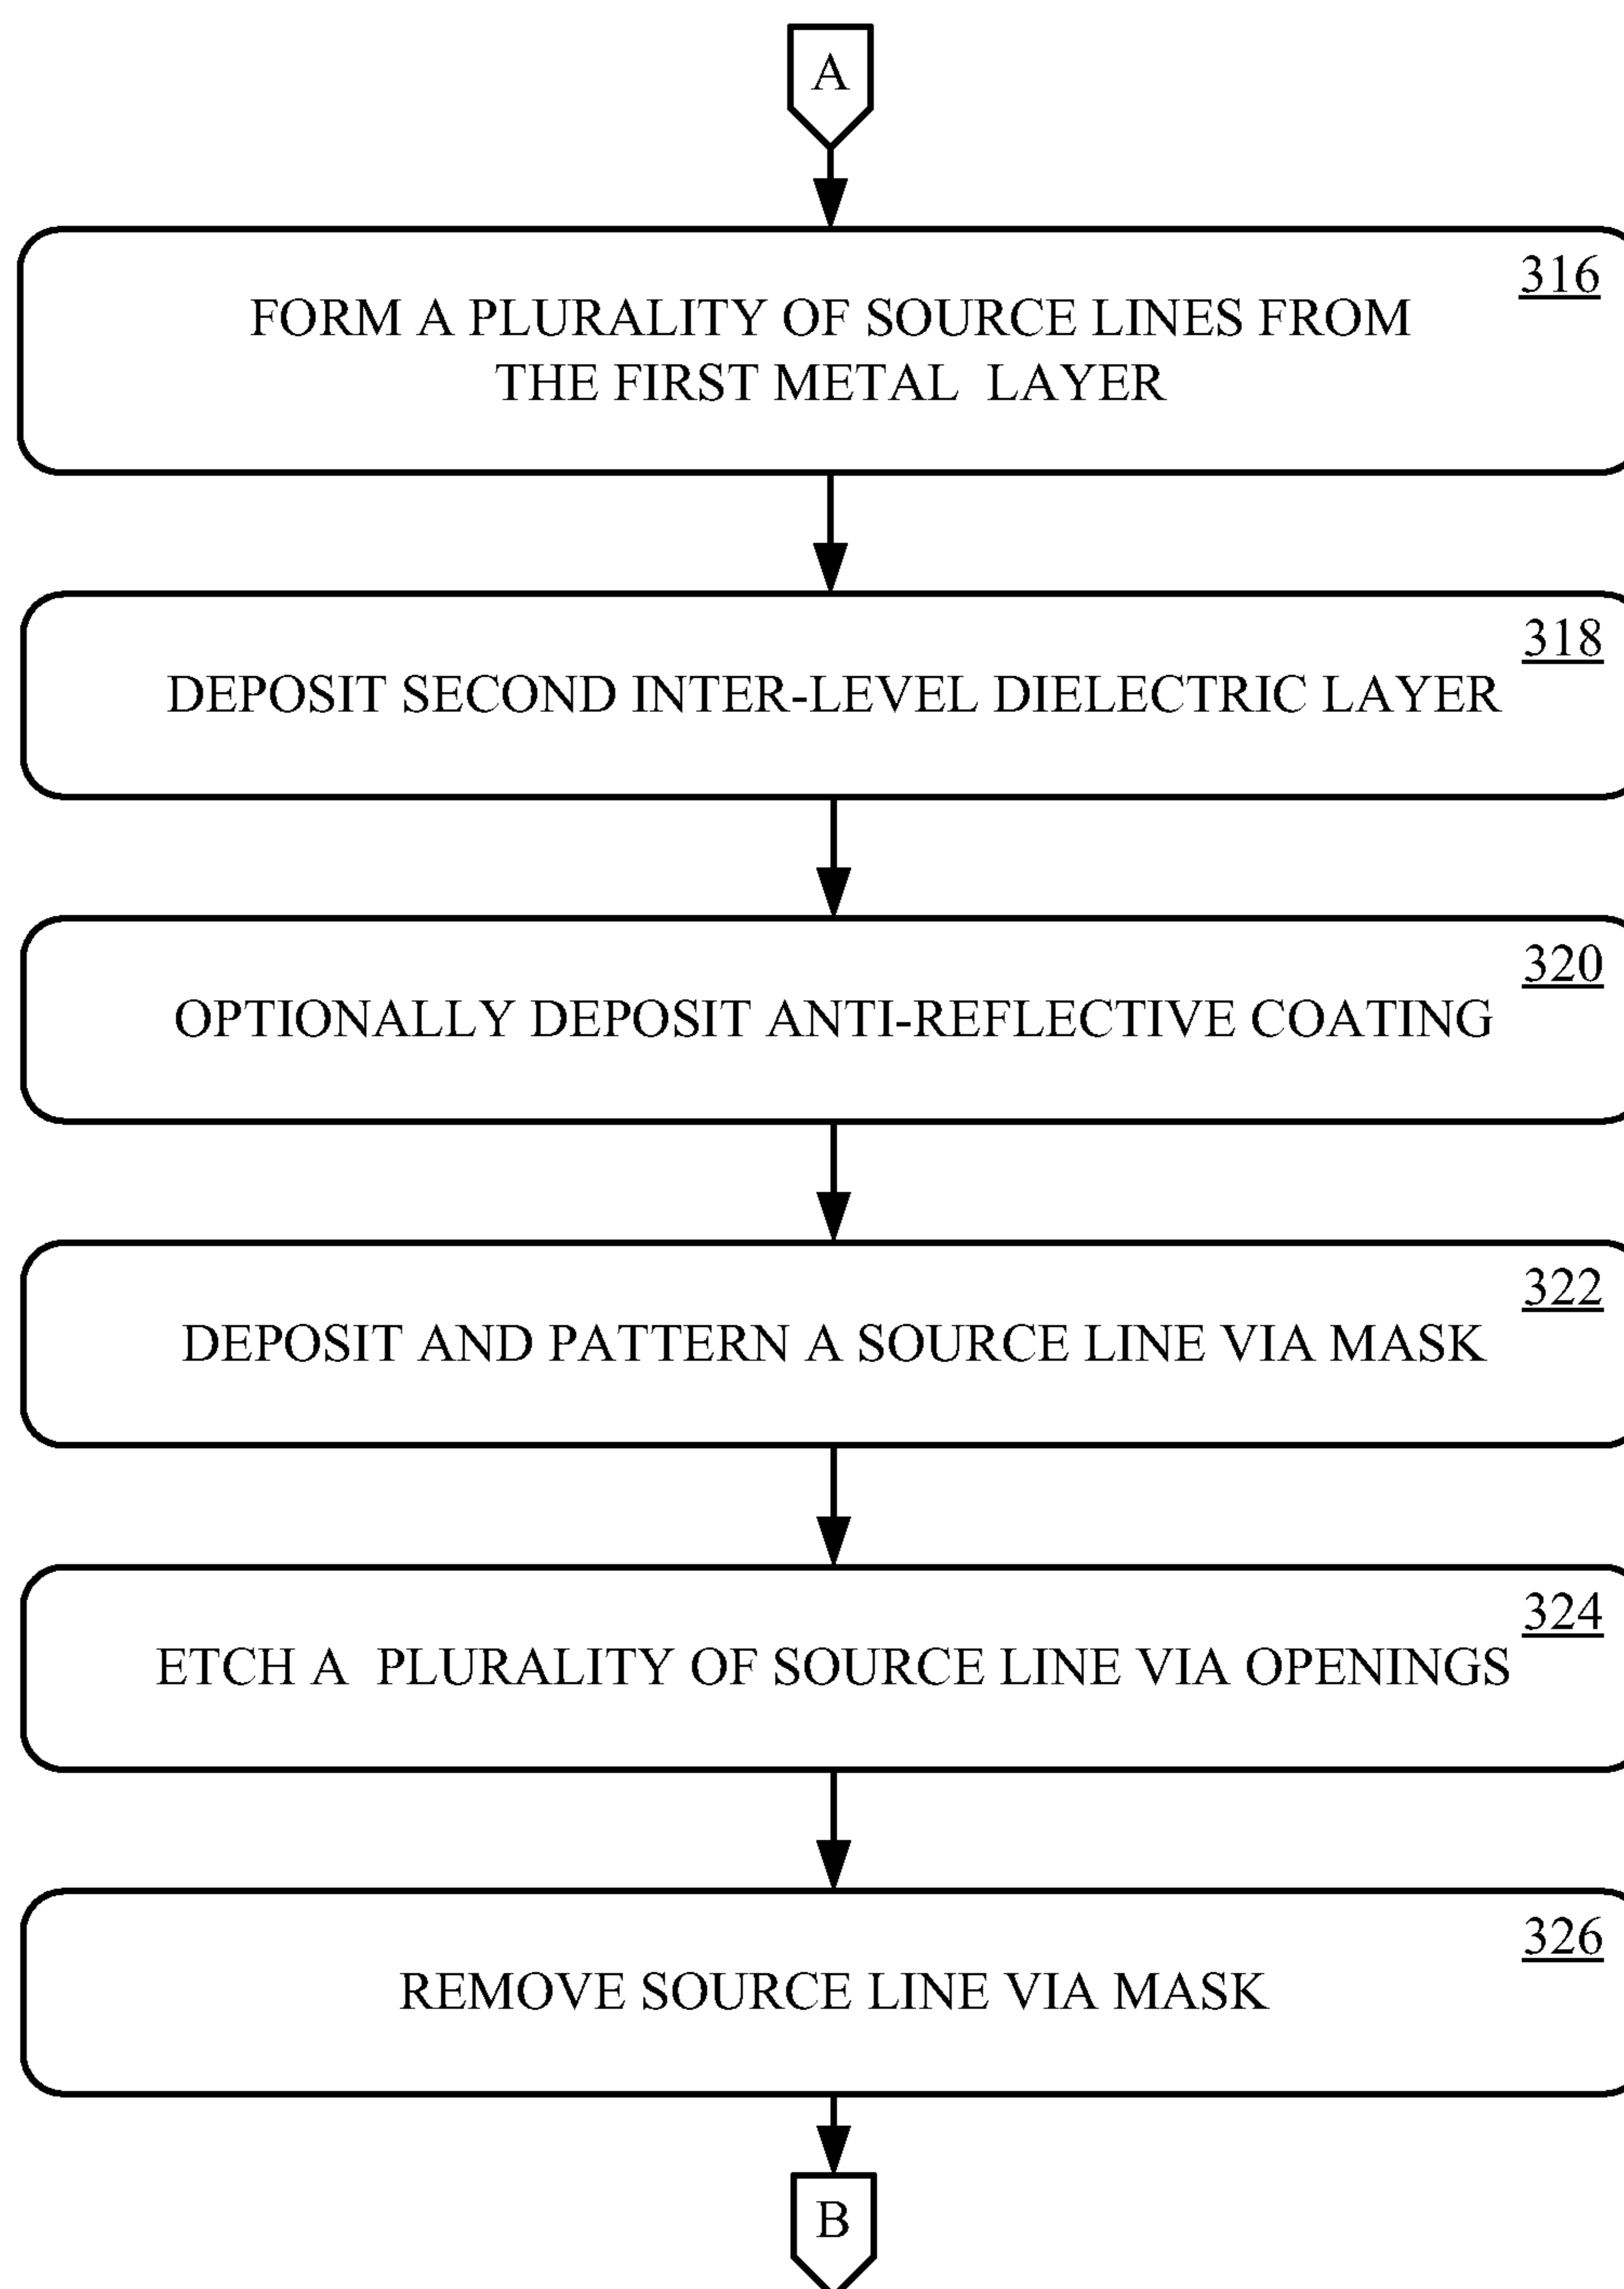 A
316
FORM A PLURALITY OF SOURCE LINES FROM
THE FIRST METAL LAYER
318
DEPOSIT SECOND INTER-LEVEL DIELECTRIC LAYER
320
OPTIONALLY DEPOSIT ANTI-REFLECTIVE COATING
322
DEPOSIT AND PATTERN A SOURCE LINE VIA MASK
324
ETCH A PLURALITY OF SOURCE LINE VIA OPENINGS
326
REMOVE SOURCE LINE VIA MASK
B